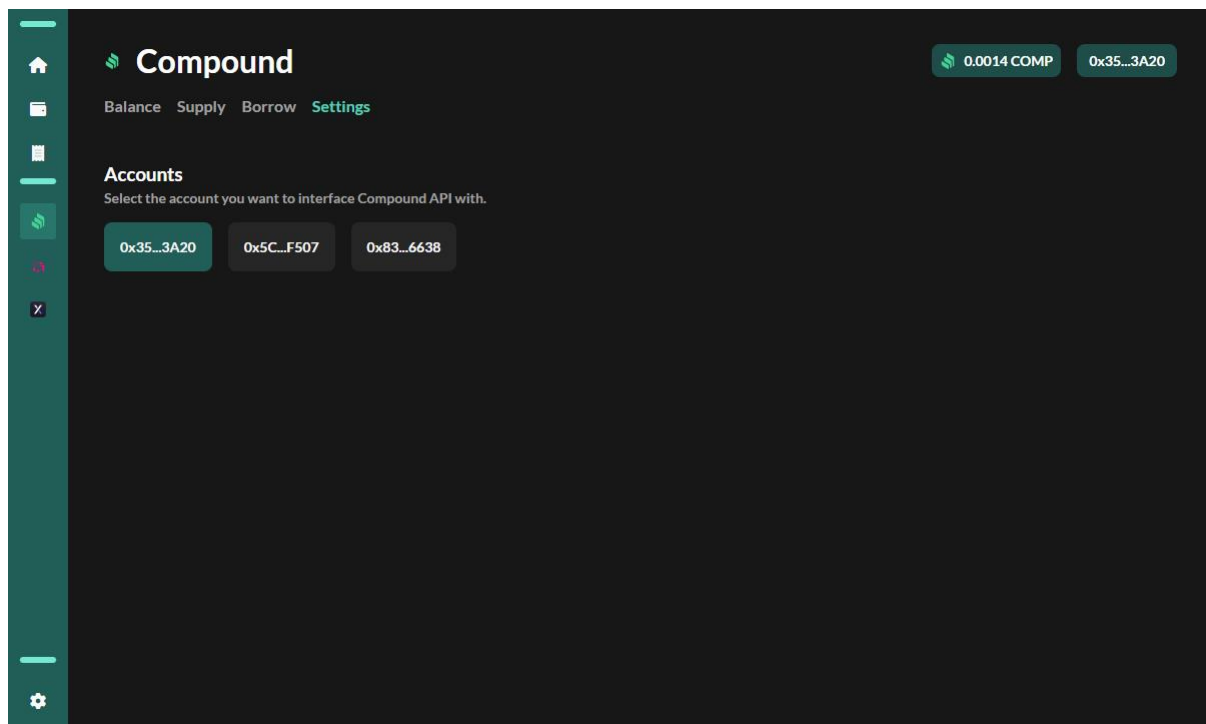 Compound
0.0014 COMP
0x35...3A20
Balance Supply Borrow Settings
Accounts
Select the account you want to interface Compound API with.
0x35...3A20 0x5C...F507 0x83...6638